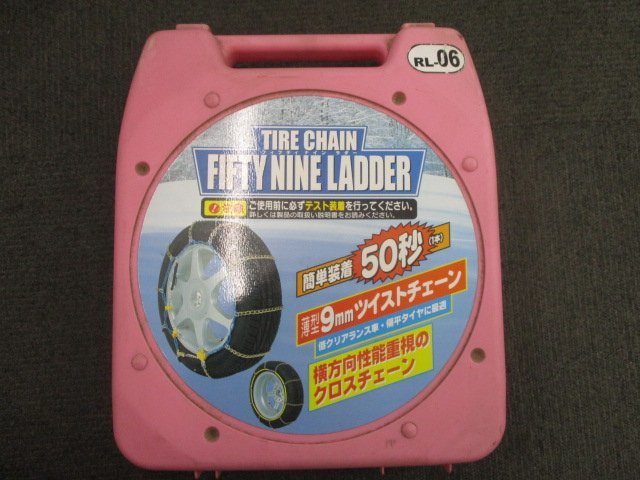 RL-06
TIRE CHAIN
FIFTY NINE LADDER
ご使用前に必ずテスト装着を行ってください。
詳しくは製品の取扱い説明書をお読みください。
簡単装着50秒(1本)
薄型9mmツイストチェーン
低クリアランス車・偏平タイヤに最適
横方向性能重視の
クロスチェーン